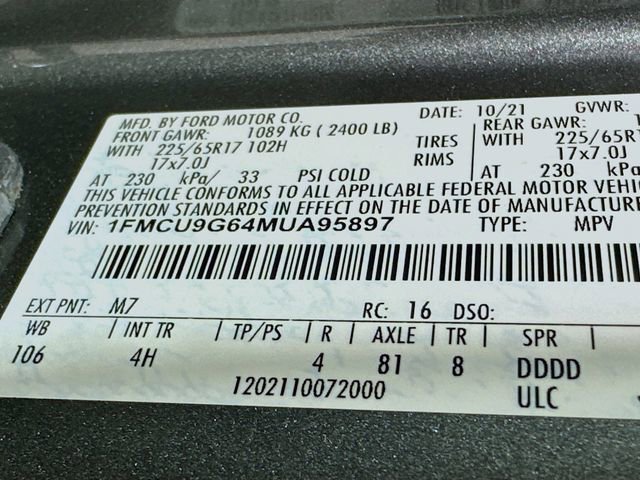 MFD. BY FORD MOTOR CO. DATE: 10/21 GVWR:
FRONT GAWR: 1089 KG ( 2400 LB) REAR GAWR:
WITH 225/65R17 102H TIRES WITH 225/65R
17x7.0J RIMS 17x7.0J
AT 230 kPa/ 33 PSI COLD AT 230 kPa/
THIS VEHICLE CONFORMS TO ALL APPLICABLE FEDERAL MOTOR VEHIC
PREVENTION STANDARDS IN EFFECT ON THE DATE OF MANUFACTURE
VIN: 1FMCU9G64MUA95897 TYPE: MPV
EXT PNT: M7 RC: 16 DSO:
WB INT TR TP/PS R AXLE TR SPR
106 4H 4 81 8 DDDD
1202110072000 ULC